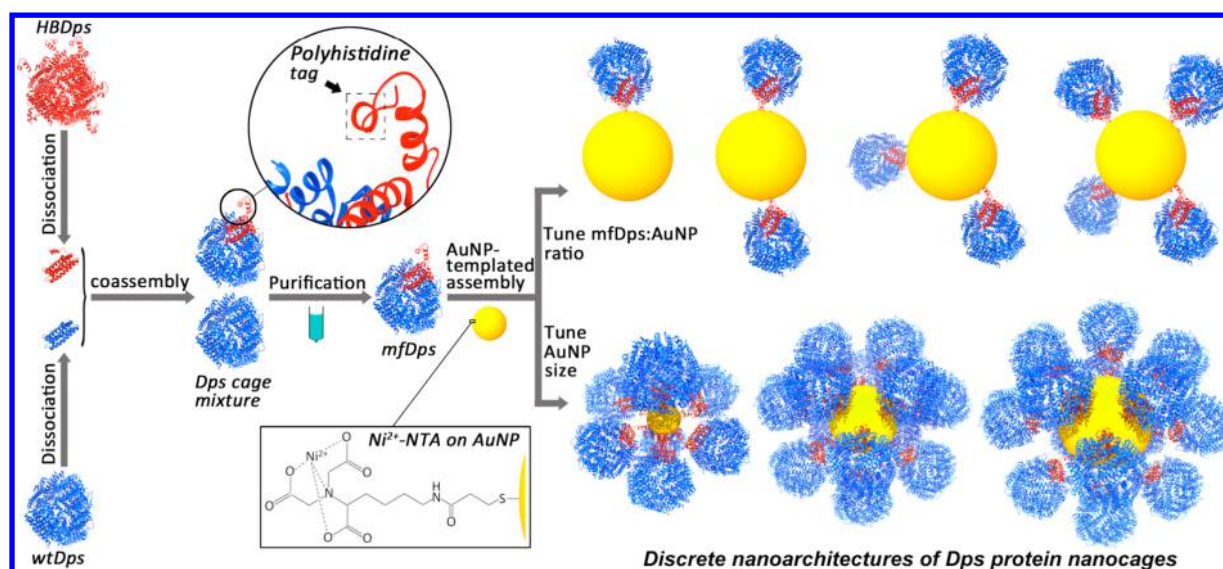 HBDps
Dissociation
Dissociation
wtDps
coassembly
Dps cage
mixture
Polyhistidine
tag
Purification
mfDps
AuNP-
templated
assembly
Tune mfDps:AuNP
ratio
Tune
AuNP
size
Ni²⁺-NTA on AuNP
O
O
Ni²⁺
O
O
N
O
O
H
N
O
S
Discrete nanoarchitectures of Dps protein nanocages